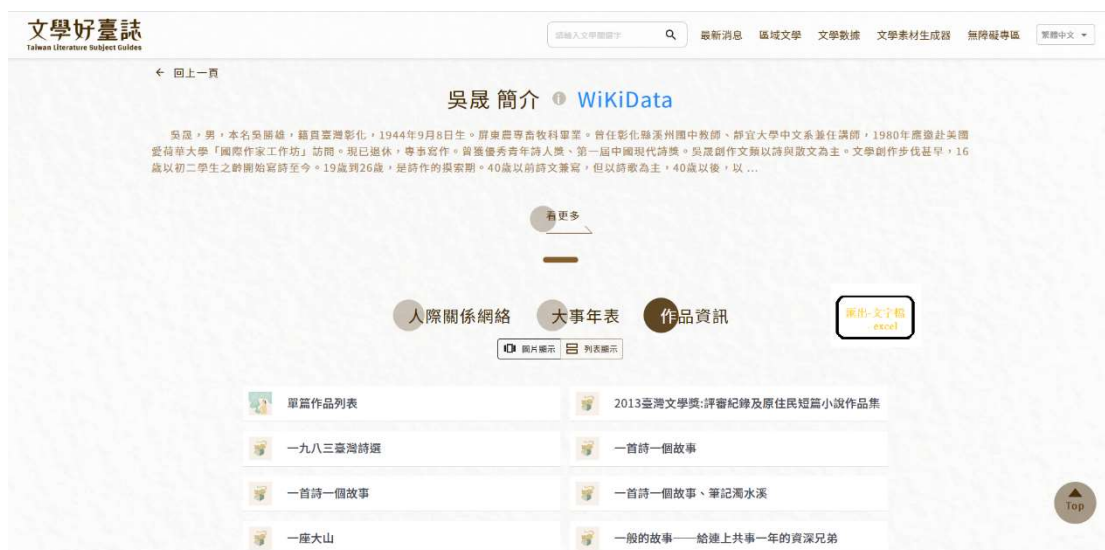 文學好臺誌
Taiwan Literature Subject Guides
請輸入文學關鍵字
最新消息 區域文學 文學數據 文學素材生成器 無障礙專區 繁體中文
← 回上一頁
吳晟 簡介 WiKiData
吳晟，男，本名吳勝雄，籍貫臺灣彰化，1944年9月8日生。屏東農專畜牧科畢業。曾任彰化縣溪州國中教師、靜宜大學中文系兼任講師，1980年應邀赴美國
愛荷華大學「國際作家工作坊」訪問。現已退休，專事寫作。曾獲優秀青年詩人獎、第一屆中國現代詩獎。吳晟創作文類以詩與散文為主。文學創作步伐甚早，16
歲以初二學生之齡開始寫詩至今。19歲到26歲，是詩作的摸索期。40歲以前詩文兼寫，但以詩歌為主，40歲以後，以 ...
看更多
人際關係網絡 大事年表 作品資訊
匯出-文字檔
- excel
圖片顯示 列表顯示
單篇作品列表
2013臺灣文學獎:評審紀錄及原住民短篇小說作品集
一九八三臺灣詩選
一首詩一個故事
一首詩一個故事
一首詩一個故事、筆記濁水溪
一座大山
一般的故事──給連上共事一年的資深兄弟
Top